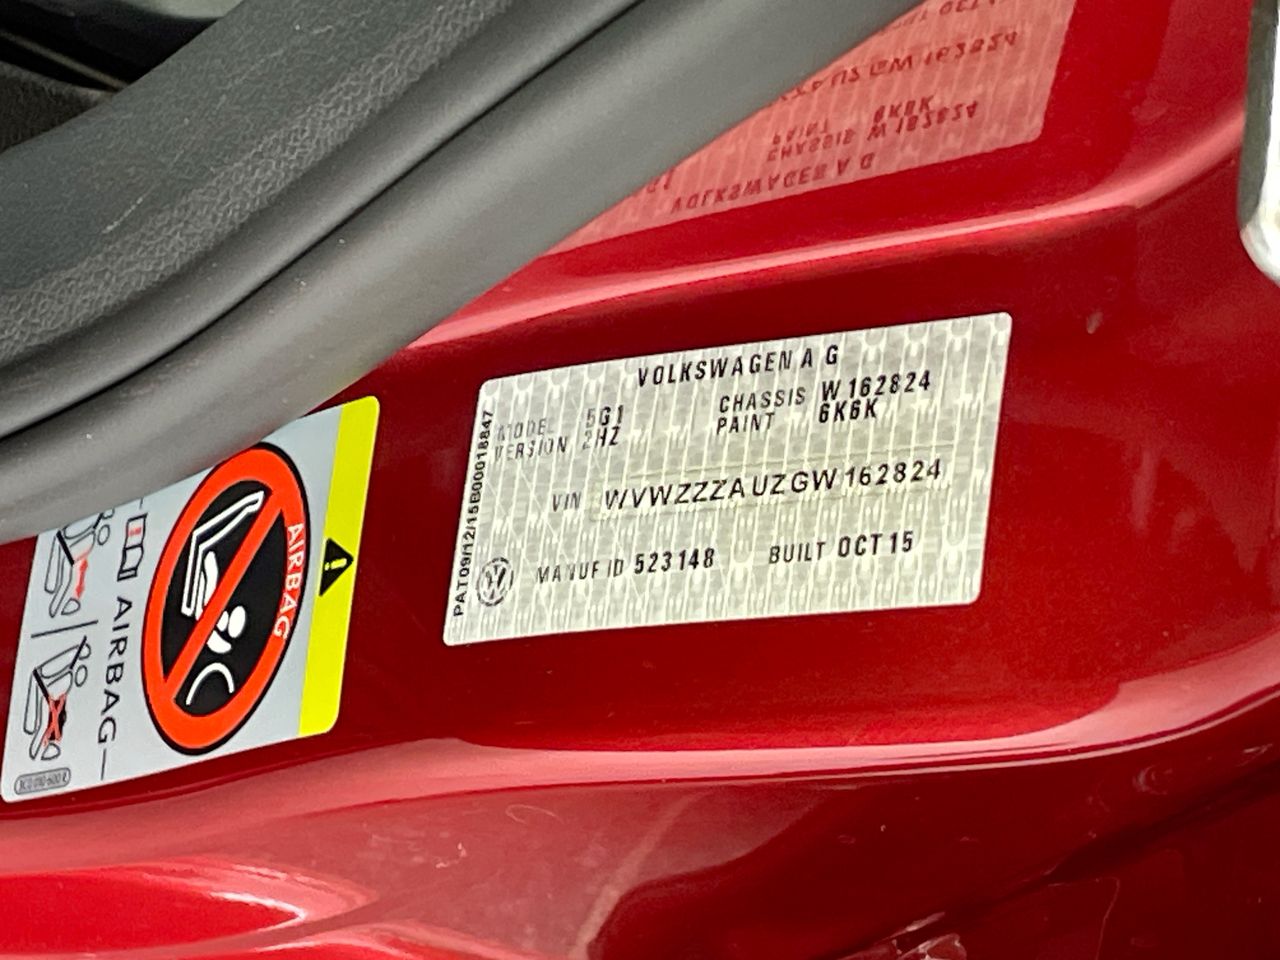 VOLKSWAGEN A G
MODEL 5G1 CHASSIS W 162824
VERSION 2HZ PAINT 6K6K
VIN WVWZZZAUZGW162824
MANUF ID 523148 BUILT OCT 15
PAT09/12/15B00018847
AIRBAG
AIRBAG